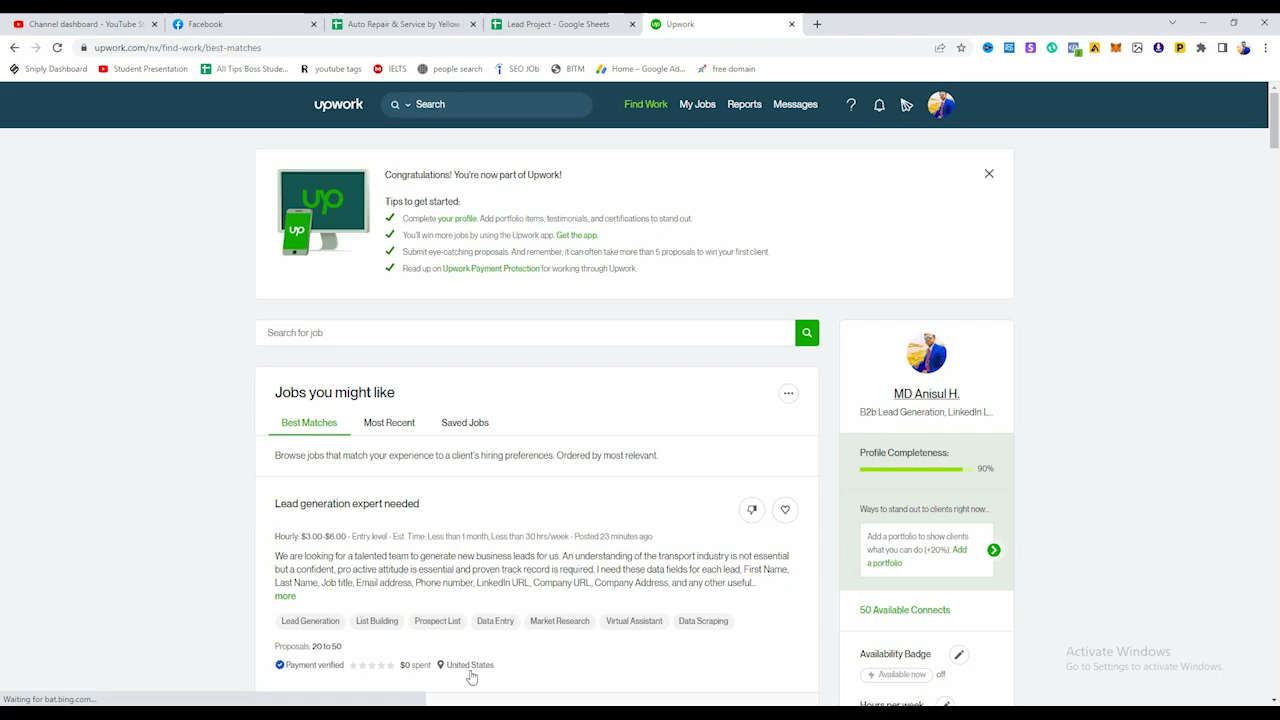 Channel dashboard - YouTube St
Facebook
Auto Repair & Service by Yellow
Lead Project - Google Sheets
Upwork
upwork.com/nx/find-work/best-matches
Sniply Dashboard
Student Presentation
All Tips Boss Stude...
youtube tags
IELTS
people search
SEO JOb
BITM
Home – Google Ad...
free domain
upwork
Search
Find Work
My Jobs
Reports
Messages
Congratulations! You're now part of Upwork!
Tips to get started:
Complete your profile. Add portfolio items, testimonials, and certifications to stand out.
You'll win more jobs by using the Upwork app. Get the app.
Submit eye-catching proposals. And remember, it can often take more than 5 proposals to win your first client.
Read up on Upwork Payment Protection for working through Upwork.
up
up
Search for job
Jobs you might like
Best Matches
Most Recent
Saved Jobs
Browse jobs that match your experience to a client's hiring preferences. Ordered by most relevant.
Lead generation expert needed
Hourly: $3.00-$6.00 - Entry level - Est. Time: Less than 1 month, Less than 30 hrs/week - Posted 23 minutes ago
We are looking for a talented team to generate new business leads for us. An understanding of the transport industry is not essential
but a confident, pro active attitude is essential and proven track record is required. I need these data fields for each lead, First Name,
Last Name, Job title, Email address, Phone number, LinkedIn URL, Company URL, Company Address, and any other useful...
more
Lead Generation
List Building
Prospect List
Data Entry
Market Research
Virtual Assistant
Data Scraping
Proposals: 20 to 50
Payment verified
$0 spent
United States
MD Anisul H.
B2b Lead Generation, LinkedIn L...
Profile Completeness:
90%
Ways to stand out to clients right now...
Add a portfolio to show clients
what you can do (+20%). Add
a portfolio
50 Available Connects
Availability Badge
Available now
off
Hours per week
Activate Windows
Go to Settings to activate Windows.
Waiting for bat.bing.com...